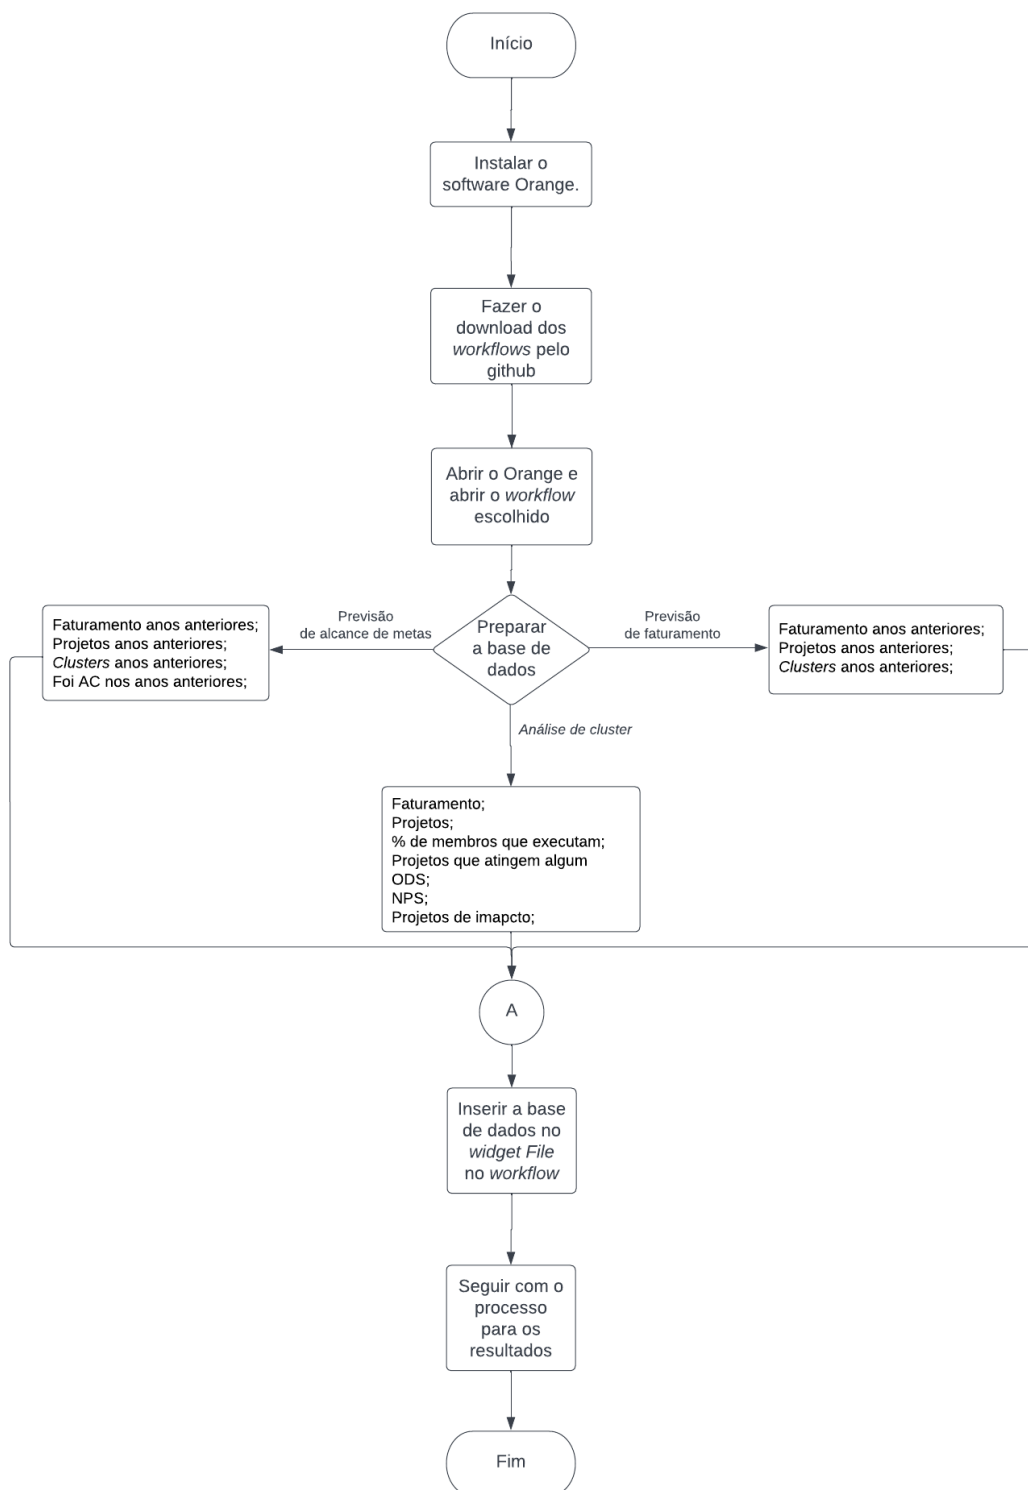 Início
Instalar o
software Orange.
Fazer o
download dos
workflows pelo
github
Abrir o Orange e
abrir o workflow
escolhido
Faturamento anos anteriores;
Projetos anos anteriores;
Clusters anos anteriores;
Foi AC nos anos anteriores;
Previsão
de alcance de metas
Preparar
a base de
dados
Previsão
de faturamento
Faturamento anos anteriores;
Projetos anos anteriores;
Clusters anos anteriores;
Análise de cluster
Faturamento;
Projetos;
% de membros que executam;
Projetos que atingem algum
ODS;
NPS;
Projetos de imapcto;
A
Inserir a base
de dados no
widget File
no workflow
Seguir com o
processo
para os
resultados
Fim